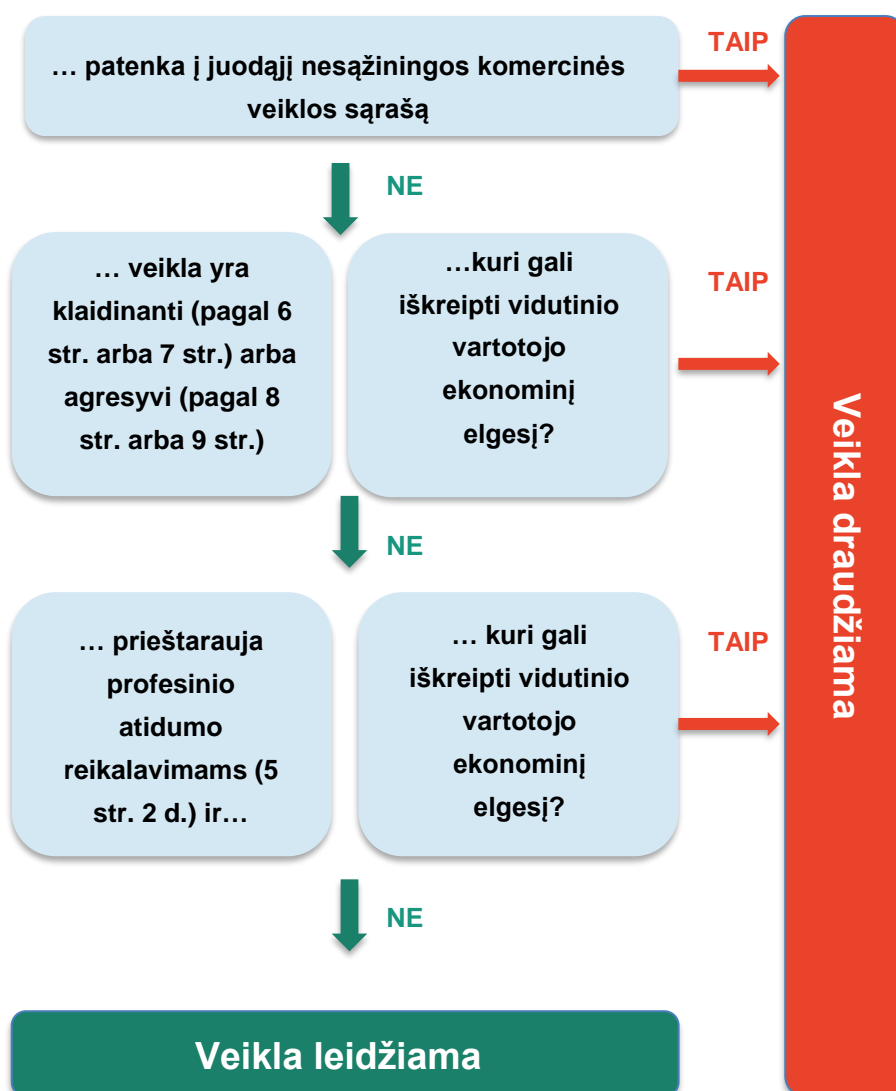 … patenka į juodąjį nesąžiningos komercinės
veiklos sąrašą
TAIP
NE
… veikla yra
klaidinanti (pagal 6
str. arba 7 str.) arba
agresyvi (pagal 8
str. arba 9 str.)
…kuri gali
iškreipti vidutinio
vartotojo
ekonominį
elgesį?
TAIP
NE
… prieštarauja
profesinio
atidumo
reikalavimams (5
str. 2 d.) ir…
… kuri gali
iškreipti vidutinio
vartotojo
ekonominį
elgesį?
TAIP
NE
Veikla leidžiama
Veikla draudžiama